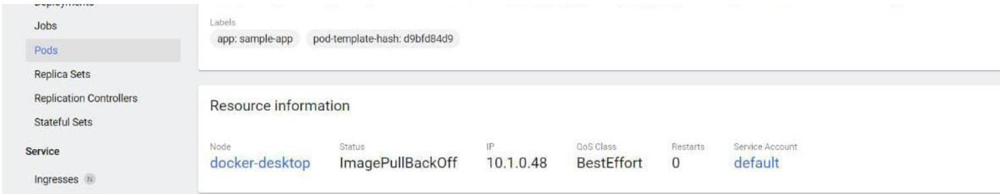 Jobs
Pods
Replica Sets
Replication Controllers
Stateful Sets
Service
Ingresses N
Labels
app: sample-app pod-template-hash: d9bfd84d9
Resource information
Node Status IP QoS Class Restarts Service Account
docker-desktop ImagePullBackOff 10.1.0.48 BestEffort 0 default